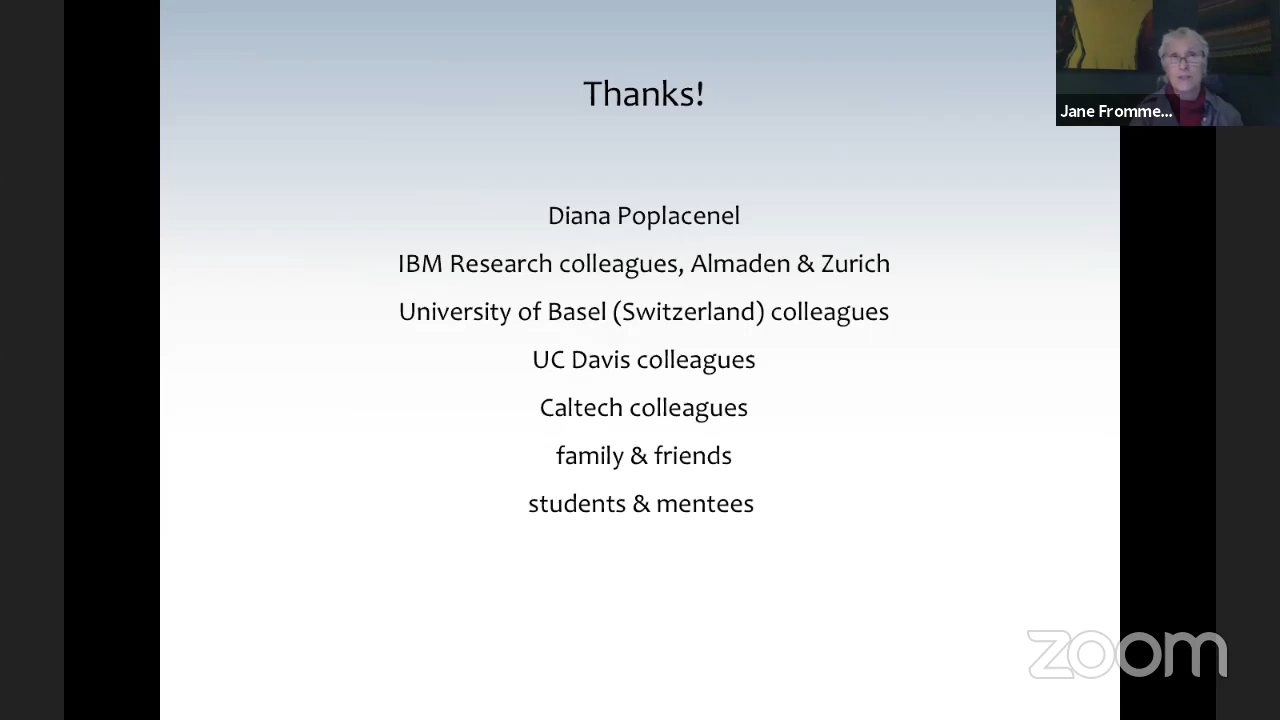 Thanks!
Jane Fromme...
Diana Poplacenel
IBM Research colleagues, Almaden & Zurich
University of Basel (Switzerland) colleagues
UC Davis colleagues
Caltech colleagues
family & friends
students & mentees
zoom